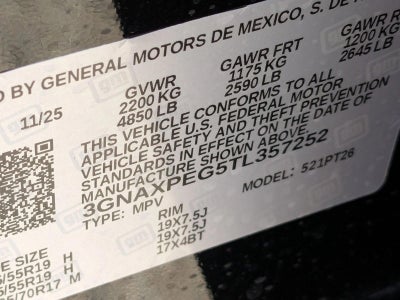 D BY GENERAL MOTORS DE MEXICO, S. DE R
11/25 GVWR GAWR FRT GAWR R
2200 KG 1175 KG 1200 KG
4850 LB 2590 LB 2645 LB
THIS VEHICLE CONFORMS TO ALL
APPLICABLE U.S. FEDERAL MOTOR
VEHICLE SAFETY AND THEFT PREVENTION
STANDARDS IN EFFECT ON THE DATE OF
MANUFACTURE SHOWN ABOVE.
3GNAXPEG5TL357252
TYPE: MPV MODEL: 521PT26
E SIZE RIM
5/55R19 H 19X7.5J
5/55R19 H 19X7.5J
5/70R17 M 17X4BT